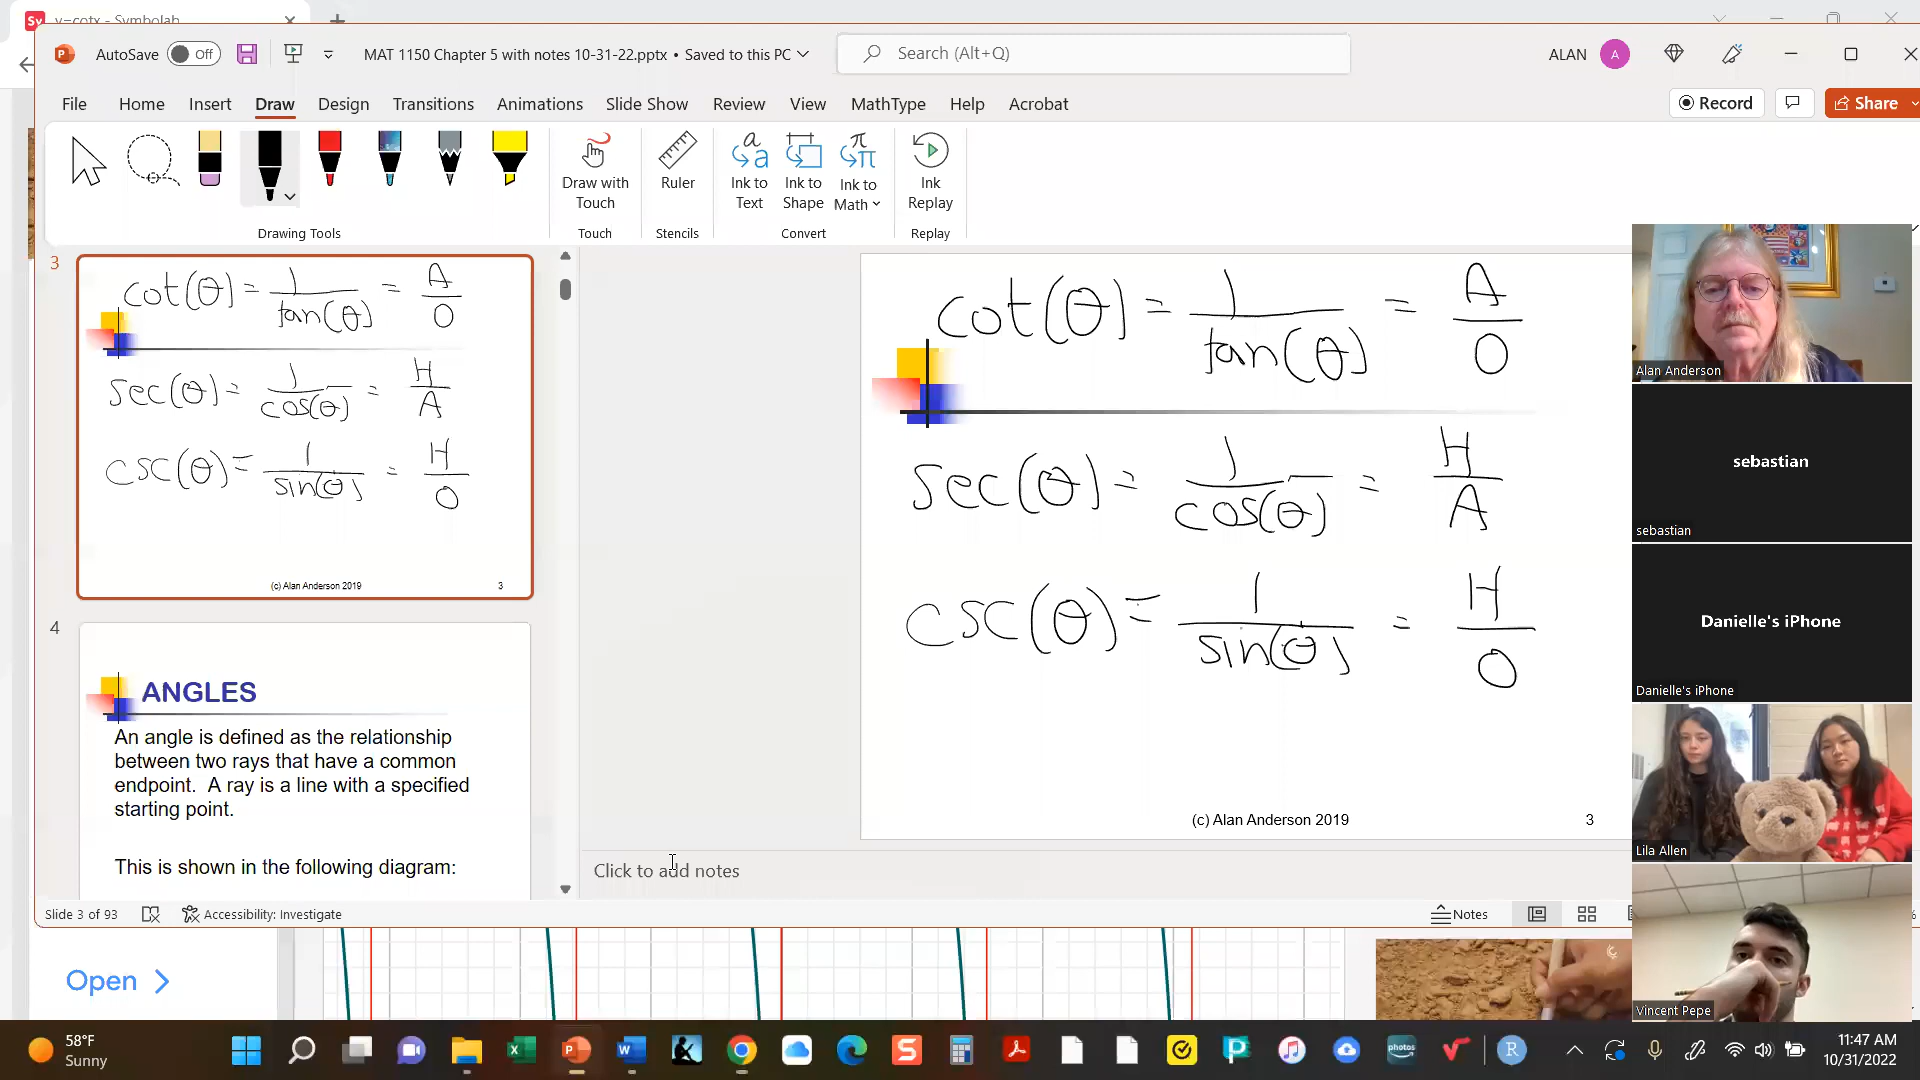 y=cotx - Symbolab
AutoSave Off MAT 1150 Chapter 5 with notes 10-31-22.pptx • Saved to this PC Search (Alt+Q) ALAN A
File Home Insert Draw Design Transitions Animations Slide Show Review View MathType Help Acrobat Record Share
Draw with Touch
Ruler
Ink to Text
Ink to Shape
Ink to Math
Ink Replay
Drawing Tools Touch Stencils Convert Replay
3
cot(θ) = 1/tan(θ) = A/O
sec(θ) = 1/cos(θ) = H/A
csc(θ) = 1/sin(θ) = H/O
(c) Alan Anderson 2019 3
4
ANGLES
An angle is defined as the relationship
between two rays that have a common
endpoint. A ray is a line with a specified
starting point.
This is shown in the following diagram:
cot(θ) = 1/tan(θ) = A/O
sec(θ) = 1/cos(θ) = H/A
csc(θ) = 1/sin(θ) = H/O
(c) Alan Anderson 2019 3
Click to add notes
Alan Anderson
sebastian
sebastian
Danielle's iPhone
Danielle's iPhone
Lila Allen
Vincent Pepe
Slide 3 of 93 Accessibility: Investigate Notes
Open
58°F
Sunny
photos
11:47 AM
10/31/2022